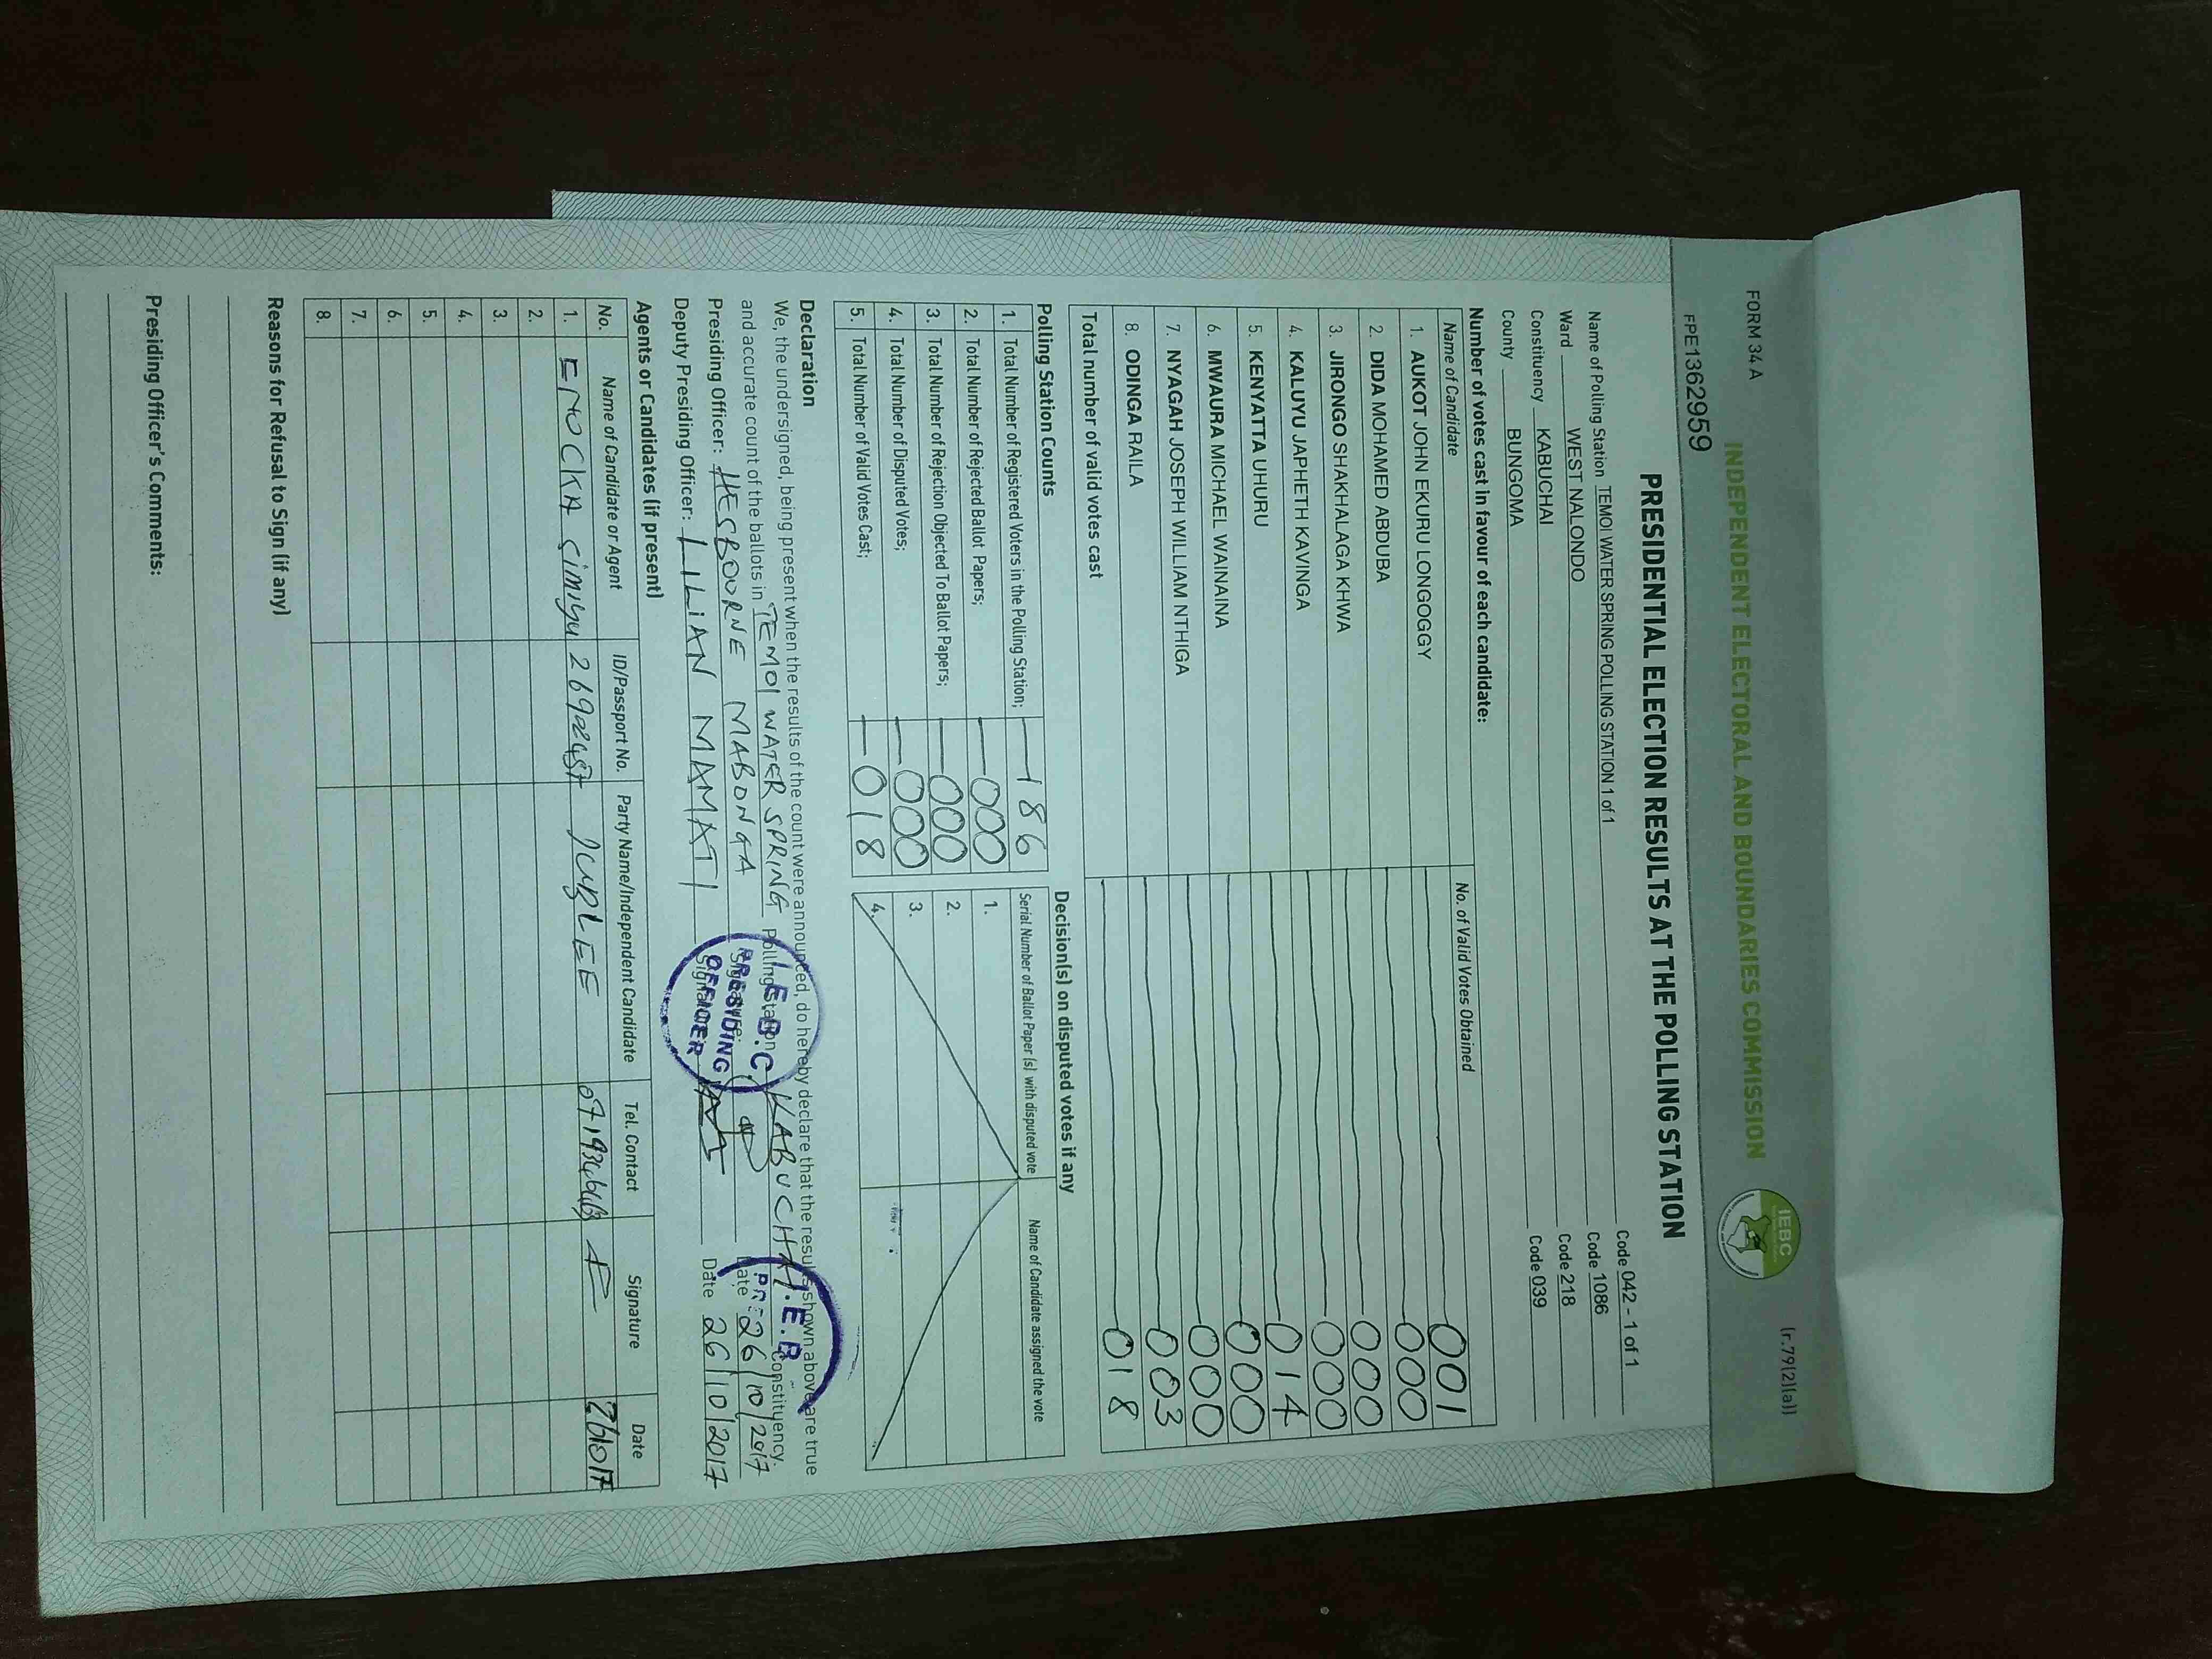 FORM 34 A
(r.79(2)(a))
INDEPENDENT ELECTORAL AND BOUNDARIES COMMISSION
IEBC
FPE1362959
PRESIDENTIAL ELECTION RESULTS AT THE POLLING STATION
Name of Polling Station TEMOI WATER SPRING POLLING STATION 1 of 1 Code 042 - 1 of 1
Ward WEST NALONDO Code 1086
Constituency KABUCHAI Code 218
County BUNGOMA Code 039
Number of votes cast in favour of each candidate:
Name of Candidate No. of Valid Votes Obtained
1. AUKOT JOHN EKURU LONGOGGY 001
2. DIDA MOHAMED ABDUBA 000
3. JIRONGO SHAKHALAGA KHWA 000
4. KALUYU JAPHETH KAVINGA 000
5. KENYATTA UHURU 014
6. MWAURA MICHAEL WAINAINA 000
7. NYAGAH JOSEPH WILLIAM NTHIGA 000
8. ODINGA RAILA 003
Total number of valid votes cast 018
Polling Station Counts
1. Total Number of Registered Voters in the Polling Station; 186
2. Total Number of Rejected Ballot Papers; 000
3. Total Number of Rejection Objected To Ballot Papers; 000
4. Total Number of Disputed Votes; 000
5. Total Number of Valid Votes Cast; 018
Decision(s) on disputed votes if any
Serial Number of Ballot Paper (s) with disputed vote Name of Candidate assigned the vote
1.
2.
3.
4.
Declaration
We, the undersigned, being present when the results of the count were announced, do hereby declare that the results shown above are true
and accurate count of the ballots in TEMOI WATER SPRING Polling Station KABUCHAI Constituency.
Presiding Officer: HESBOURNE MABONGA Signature: Date 26/10/2017
Deputy Presiding Officer: LILIAN MAMATI Signature: Date 26/10/2017
I.E.B.C.
PRESIDING
OFFICER
I.E.B
PRES
Agents or Candidates (if present)
No. Name of Candidate or Agent ID/Passport No. Party Name/Independent Candidate Tel. Contact Signature Date
1. ENOCKA Simiyu JUBLEE
2.
3.
4.
5.
6.
7.
8.
Reasons for Refusal to Sign (if any)
Presiding Officer's Comments: